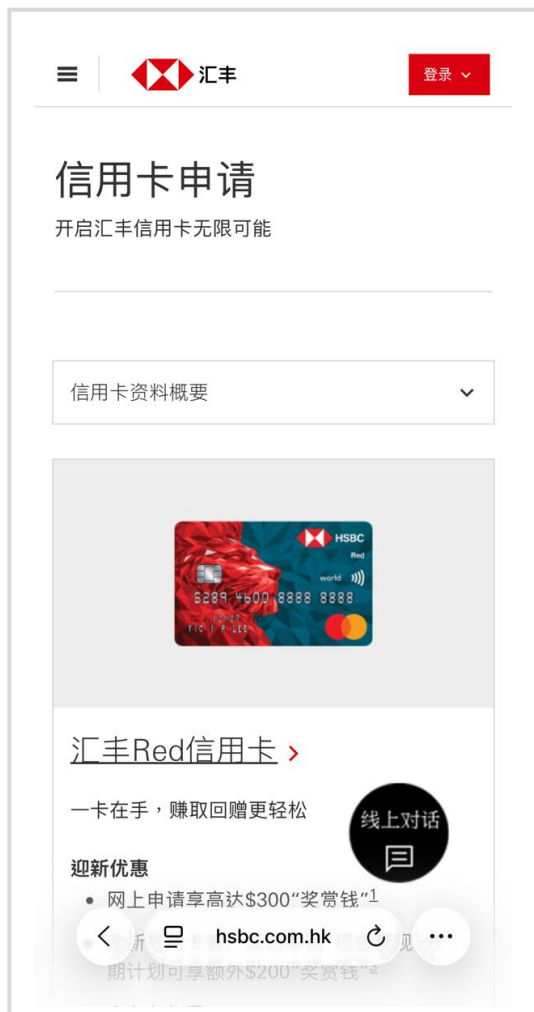 汇丰
登录
信用卡申请
开启汇丰信用卡无限可能
信用卡资料概要
HSBC
Red
world
5289 4600 8888 8888
LEE
汇丰Red信用卡
一卡在手，赚取回赠更轻松
线上对话
迎新优惠
网上申请享高达$300“奖赏钱”1
新
现
hsbc.com.hk
期计划可享额外$200“奖赏钱”3